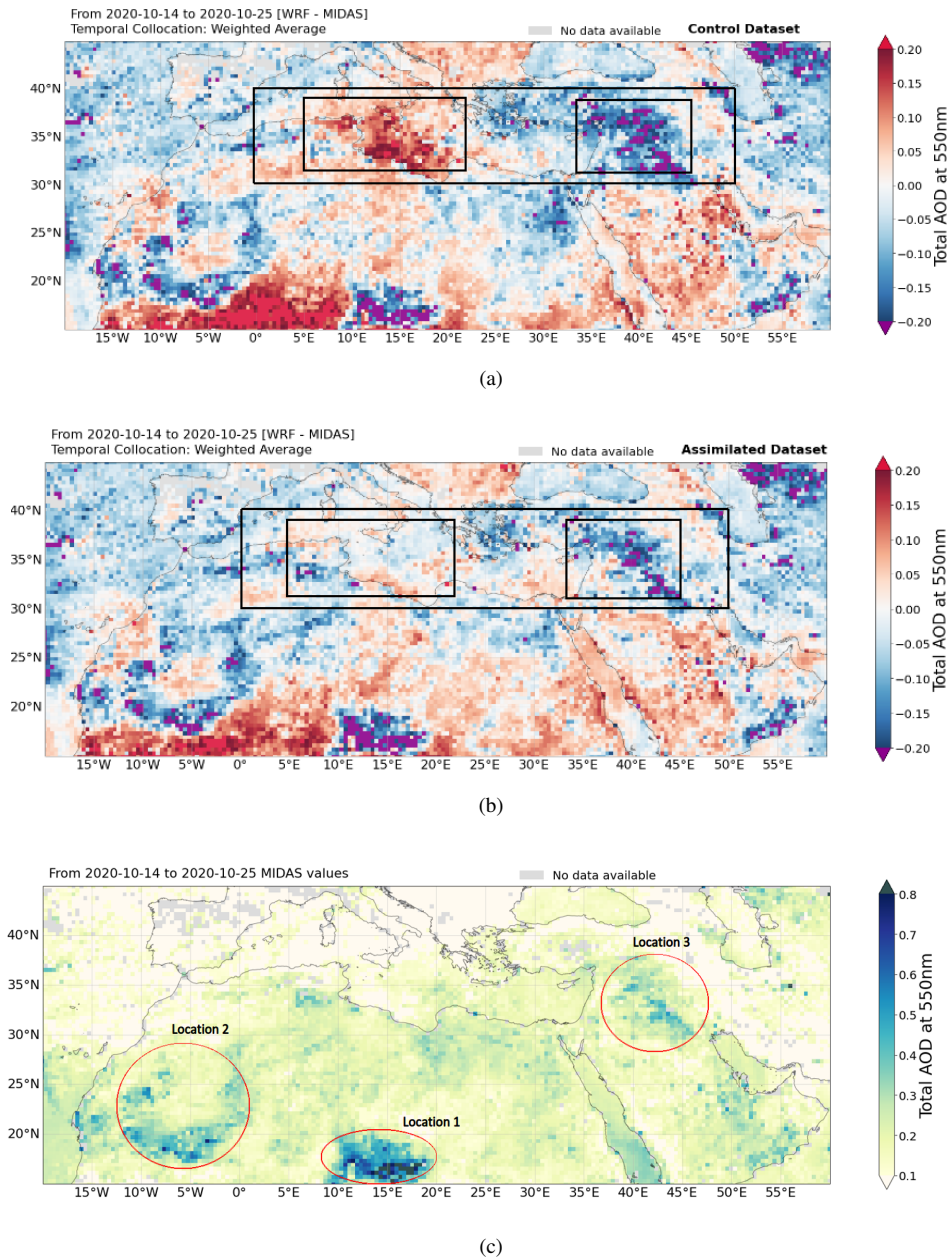 From 2020-10-14 to 2020-10-25 [WRF - MIDAS]
Temporal Collocation: Weighted Average
No data available
Control Dataset
40°N
35°N
30°N
25°N
20°N
15°W 10°W 5°W 0° 5°E 10°E 15°E 20°E 25°E 30°E 35°E 40°E 45°E 50°E 55°E
0.20
0.15
0.10
0.05
0.00
−0.05
−0.10
−0.15
−0.20
Total AOD at 550nm
(a)
From 2020-10-14 to 2020-10-25 [WRF - MIDAS]
Temporal Collocation: Weighted Average
No data available
Assimilated Dataset
40°N
35°N
30°N
25°N
20°N
15°W 10°W 5°W 0° 5°E 10°E 15°E 20°E 25°E 30°E 35°E 40°E 45°E 50°E 55°E
0.20
0.15
0.10
0.05
0.00
−0.05
−0.10
−0.15
−0.20
Total AOD at 550nm
(b)
From 2020-10-14 to 2020-10-25 MIDAS values
No data available
40°N
35°N
30°N
25°N
20°N
Location 3
Location 2
Location 1
15°W 10°W 5°W 0° 5°E 10°E 15°E 20°E 25°E 30°E 35°E 40°E 45°E 50°E 55°E
0.8
0.7
0.6
0.5
0.4
0.3
0.2
0.1
Total AOD at 550nm
(c)